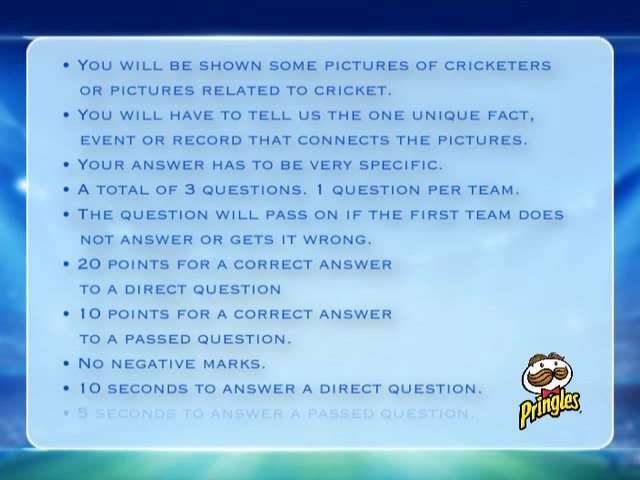 • You will be shown some pictures of cricketers
or pictures related to cricket.
• You will have to tell us the one unique fact,
event or record that connects the pictures.
• Your answer has to be very specific.
• A total of 3 questions. 1 question per team.
• The question will pass on if the first team does
not answer or gets it wrong.
• 20 points for a correct answer
to a direct question
• 10 points for a correct answer
to a passed question.
• No negative marks.
• 10 seconds to answer a direct question.
• 5 seconds to answer a passed question.
Pringles